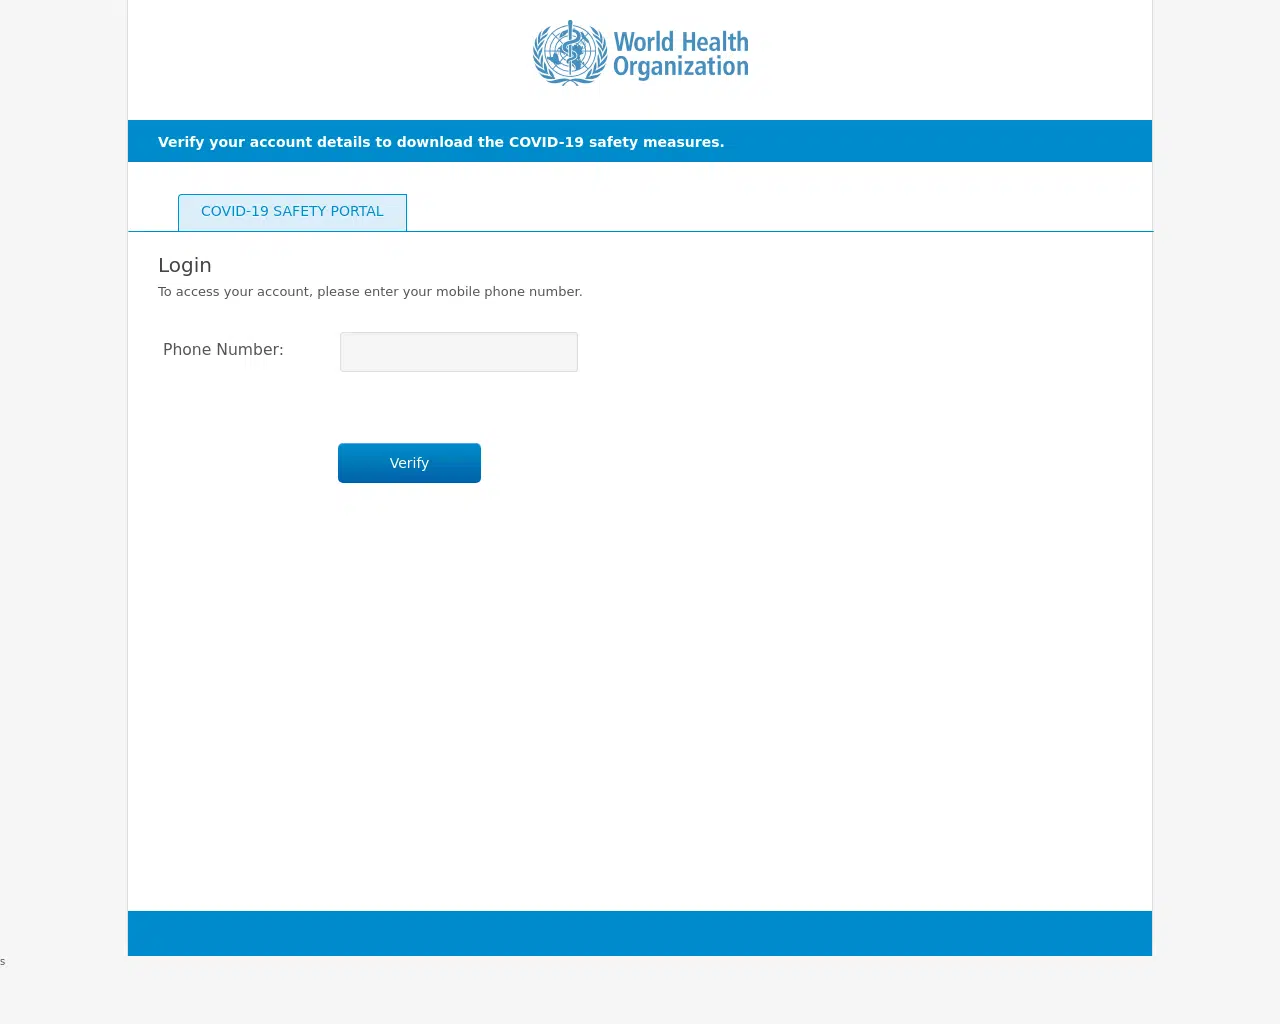 World Health
Organization
Verify your account details to download the COVID-19 safety measures.
COVID-19 SAFETY PORTAL
Login
To access your account, please enter your mobile phone number.
Phone Number:
Verify
s